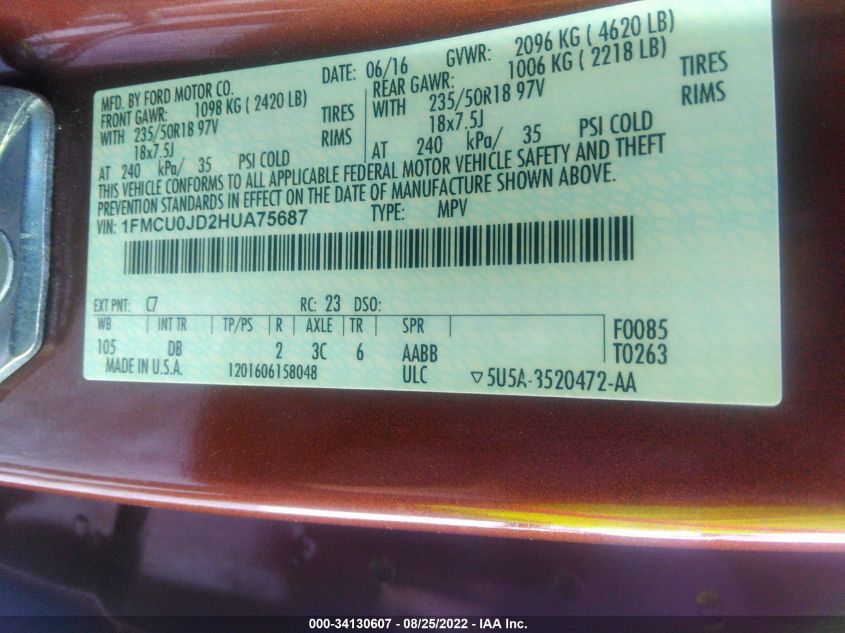 MFD. BY FORD MOTOR CO. DATE: 06/16 GVWR: 2096 KG ( 4620 LB)
FRONT GAWR: 1098 KG ( 2420 LB) REAR GAWR: 1006 KG ( 2218 LB)
WITH 235/50R18 97V TIRES WITH 235/50R18 97V TIRES
18x7.5J RIMS 18x7.5J RIMS
AT 240 kPa/ 35 PSI COLD AT 240 kPa/ 35 PSI COLD
THIS VEHICLE CONFORMS TO ALL APPLICABLE FEDERAL MOTOR VEHICLE SAFETY AND THEFT
PREVENTION STANDARDS IN EFFECT ON THE DATE OF MANUFACTURE SHOWN ABOVE.
VIN: 1FMCU0JD2HUA75687 TYPE: MPV
EXT PNT: C7 RC: 23 DSO:
WB INT TR TP/PS R AXLE TR SPR F0085
105 DB 2 3C 6 AABB T0263
MADE IN U.S.A. 1201606158048 ULC ▽5U5A-3520472-AA
000-34130607 - 08/25/2022 - IAA Inc.